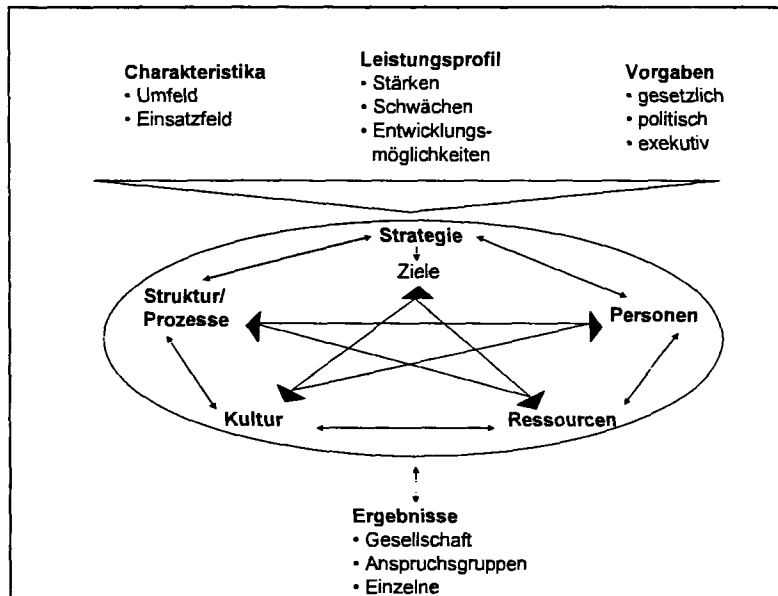 Charakteristika
• Umfeld
• Einsatzfeld
Leistungsprofil
• Stärken
• Schwächen
• Entwicklungs-
möglichkeiten
Vorgaben
• gesetzlich
• politisch
• exekutiv
Strategie
Ziele
Struktur/
Prozesse
Personen
Kultur
Ressourcen
Ergebnisse
• Gesellschaft
• Anspruchsgruppen
• Einzelne